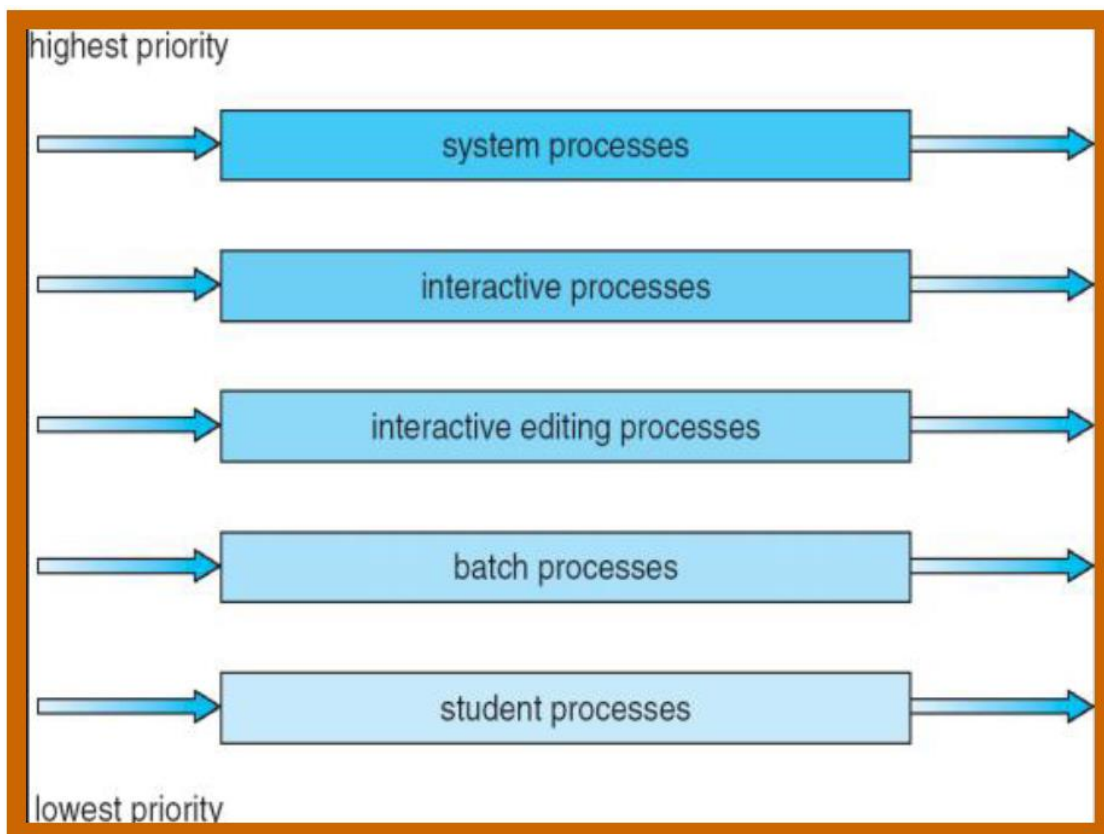 highest priority
system processes
interactive processes
interactive editing processes
batch processes
student processes
lowest priority